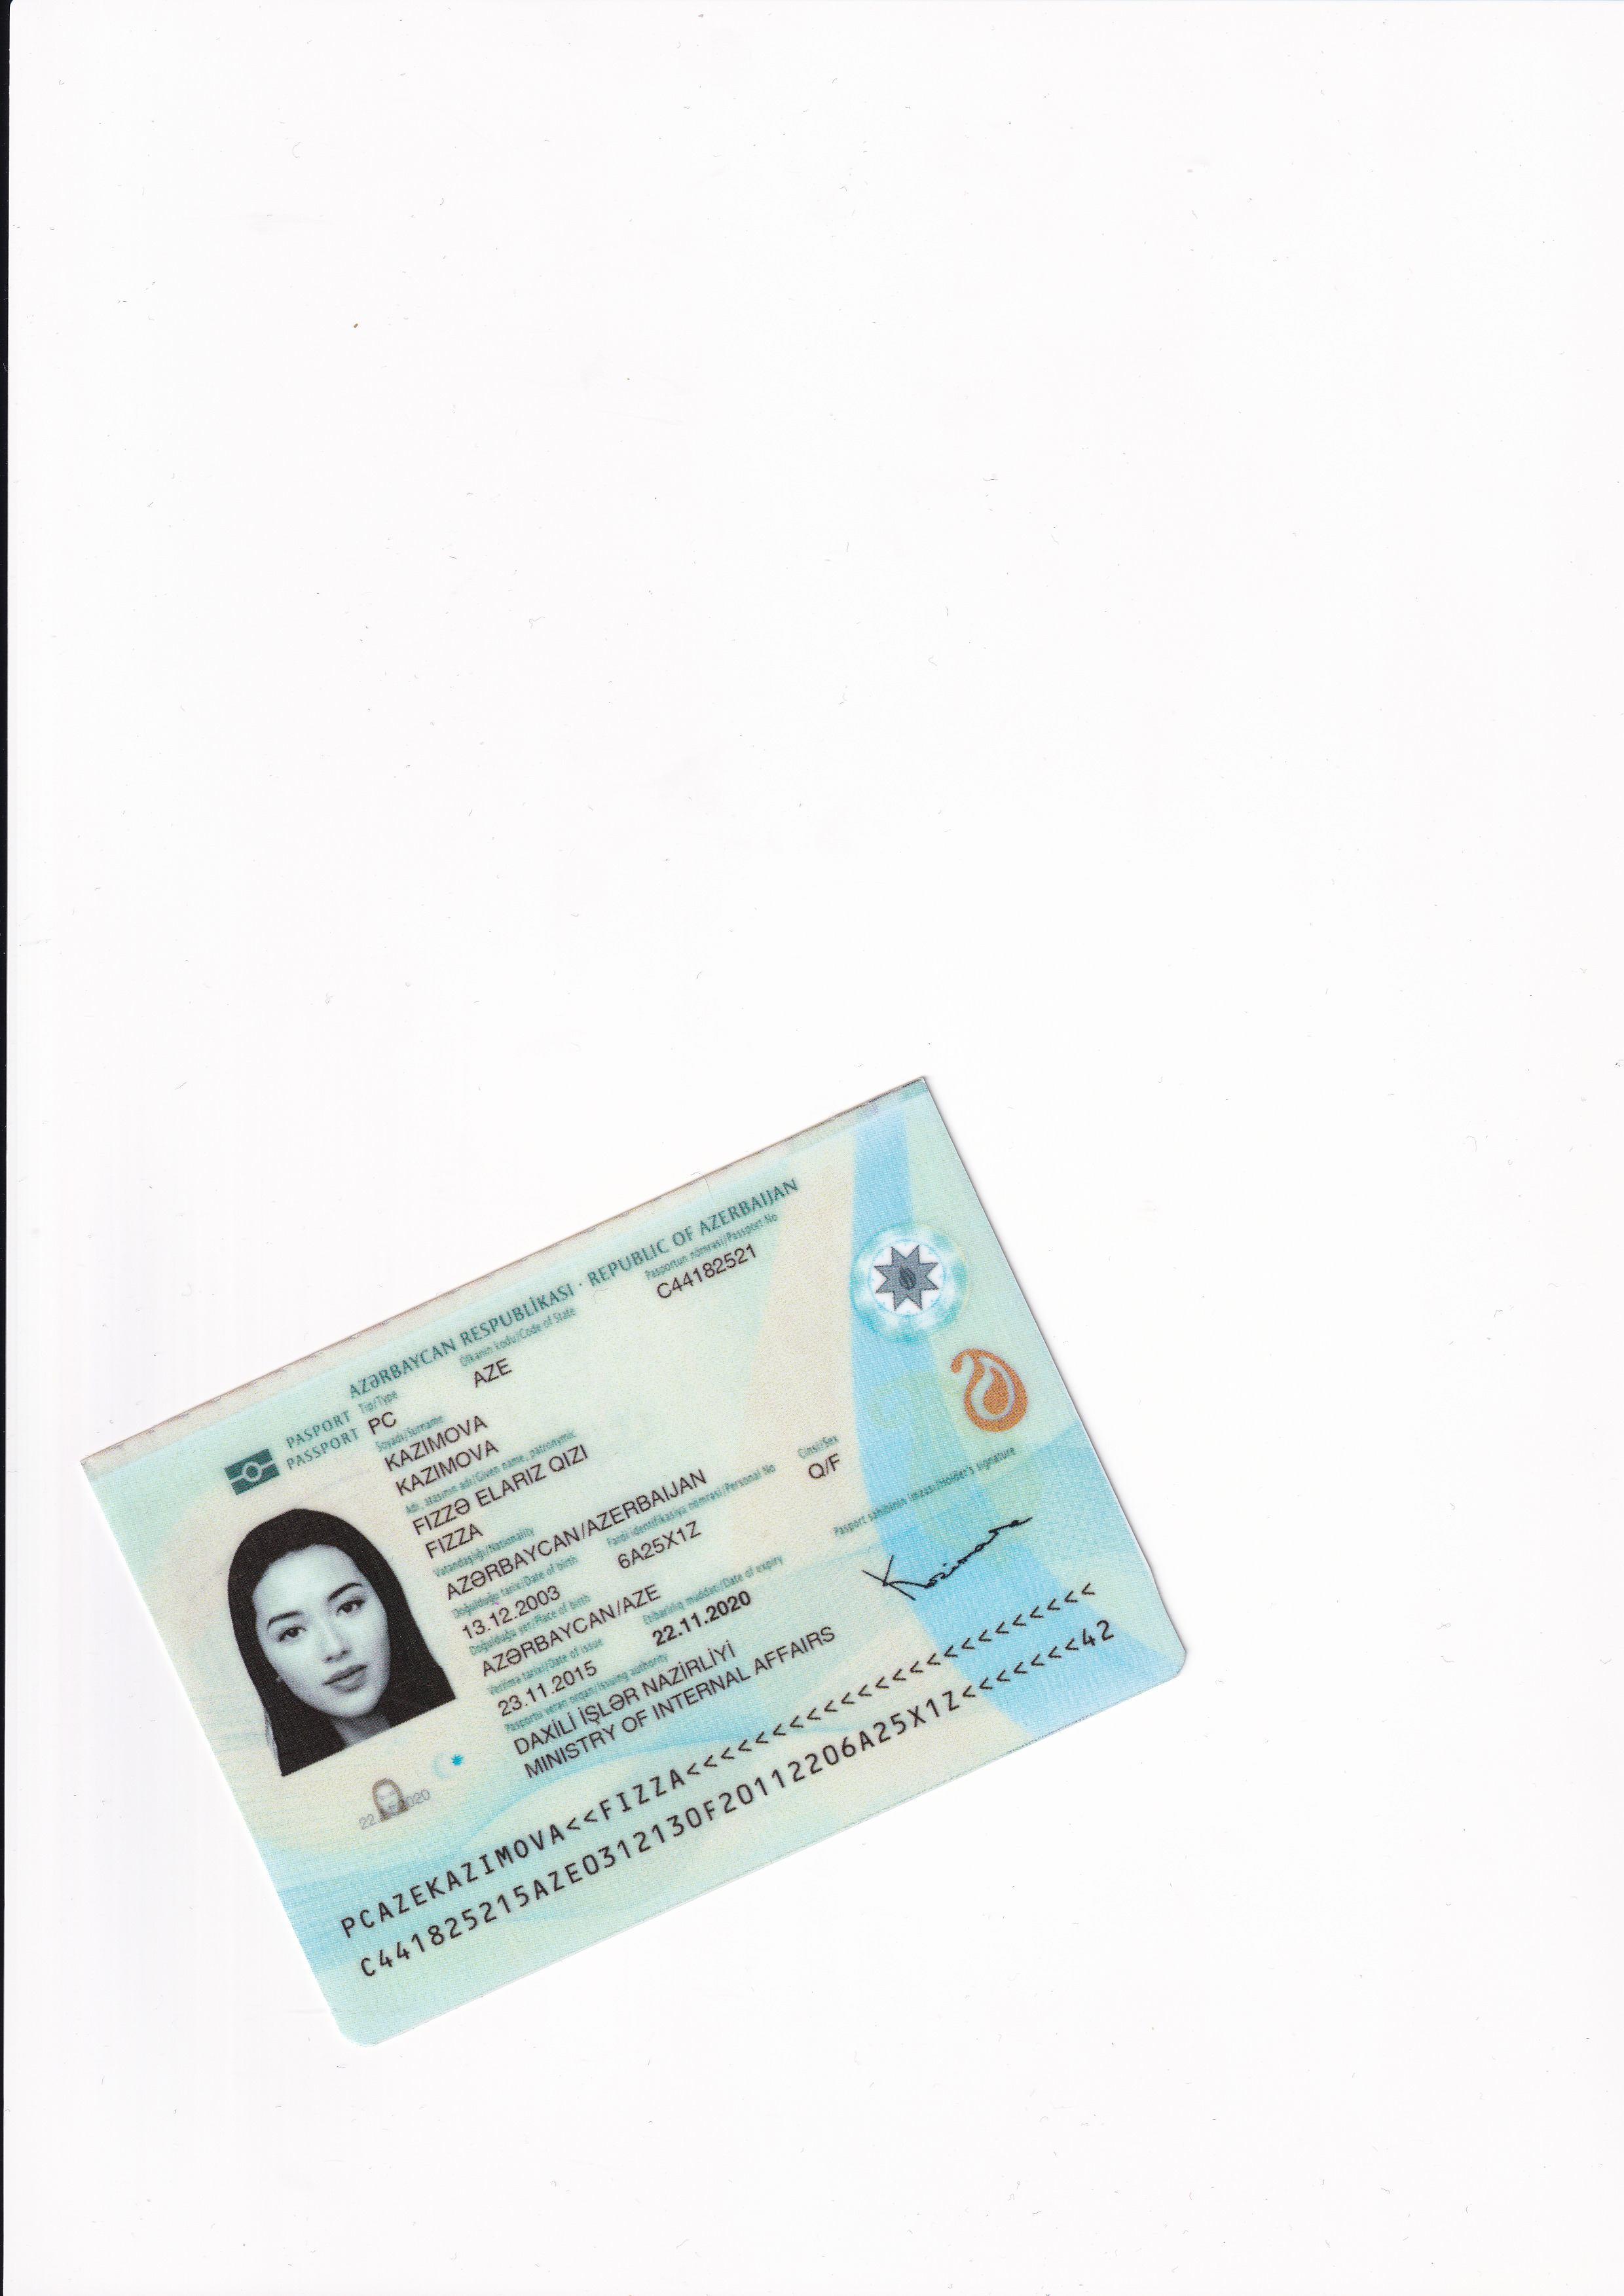 AZƏRBAYCAN RESPUBLİKASI · REPUBLIC OF AZERBAIJAN
PASPORT
PASSPORT
Tip/Type
PC
Ölkənin kodu/Code of State
AZE
Pasportun nömrəsi/Passport No
C44182521
Soyadı/Surname
KAZIMOVA
KAZIMOVA
Adı, atasının adı/Given name, patronymic
FIZZƏ ELARIZ QIZI
FIZZA
Vətəndaşlığı/Nationality
AZƏRBAYCAN/AZERBAIJAN
Doğulduğu tarix/Date of birth
13.12.2003
Fərdi identifikasiya nömrəsi/Personal No
6A25X1Z
Cinsi/Sex
Q/F
Doğulduğu yer/Place of birth
AZƏRBAYCAN/AZE
Verilmə tarixi/Date of issue
23.11.2015
Etibarlılıq müddəti/Date of expiry
22.11.2020
Pasport sahibinin imzası/Holder's signature
Pasportu verən orqan/Issuing authority
DAXİLİ İŞLƏR NAZİRLİYİ
MINISTRY OF INTERNAL AFFAIRS
PCAZEKAZIMOVA<<FIZZA<<<<<<<<<<<<<<<<<<<<<<<<
C441825215AZE0312130F20112206A25X1Z<<<<<<<42